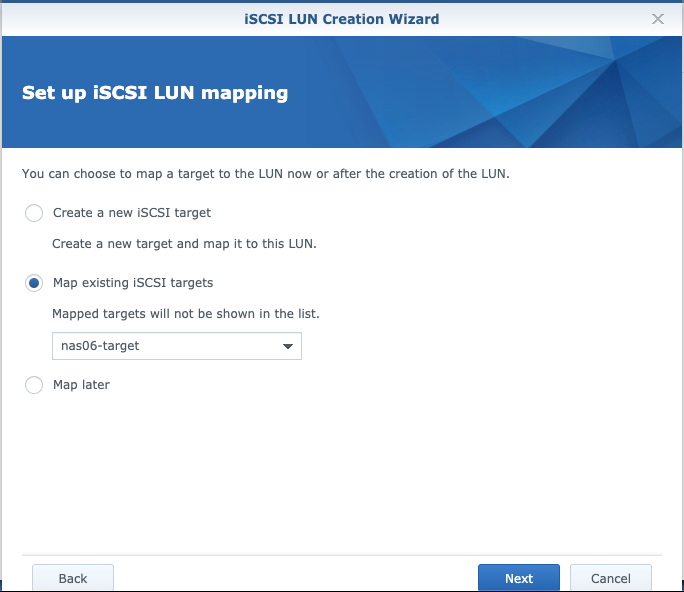 iSCSI LUN Creation Wizard
Set up iSCSI LUN mapping
You can choose to map a target to the LUN now or after the creation of the LUN.
Create a new iSCSI target
Create a new target and map it to this LUN.
Map existing iSCSI targets
Mapped targets will not be shown in the list.
nas06-target
Map later
Back Next Cancel